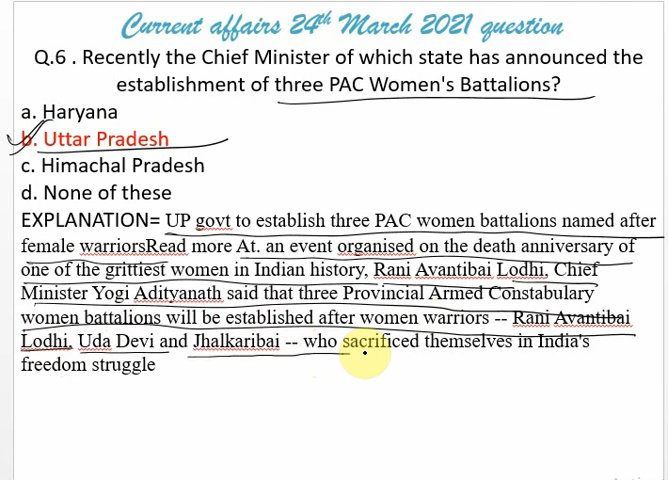 Current affairs 24th March 2021 question
Q.6 . Recently the Chief Minister of which state has announced the
establishment of three PAC Women's Battalions?
a. Haryana
b. Uttar Pradesh
c. Himachal Pradesh
d. None of these
EXPLANATION= UP govt to establish three PAC women battalions named after
female warriorsRead more At. an event organised on the death anniversary of
one of the grittiest women in Indian history, Rani Avantibai Lodhi, Chief
Minister Yogi Adityanath said that three Provincial Armed Constabulary
women battalions will be established after women warriors -- Rani Avantibai
Lodhi, Uda Devi and Jhalkaribai -- who sacrificed themselves in India's
freedom struggle